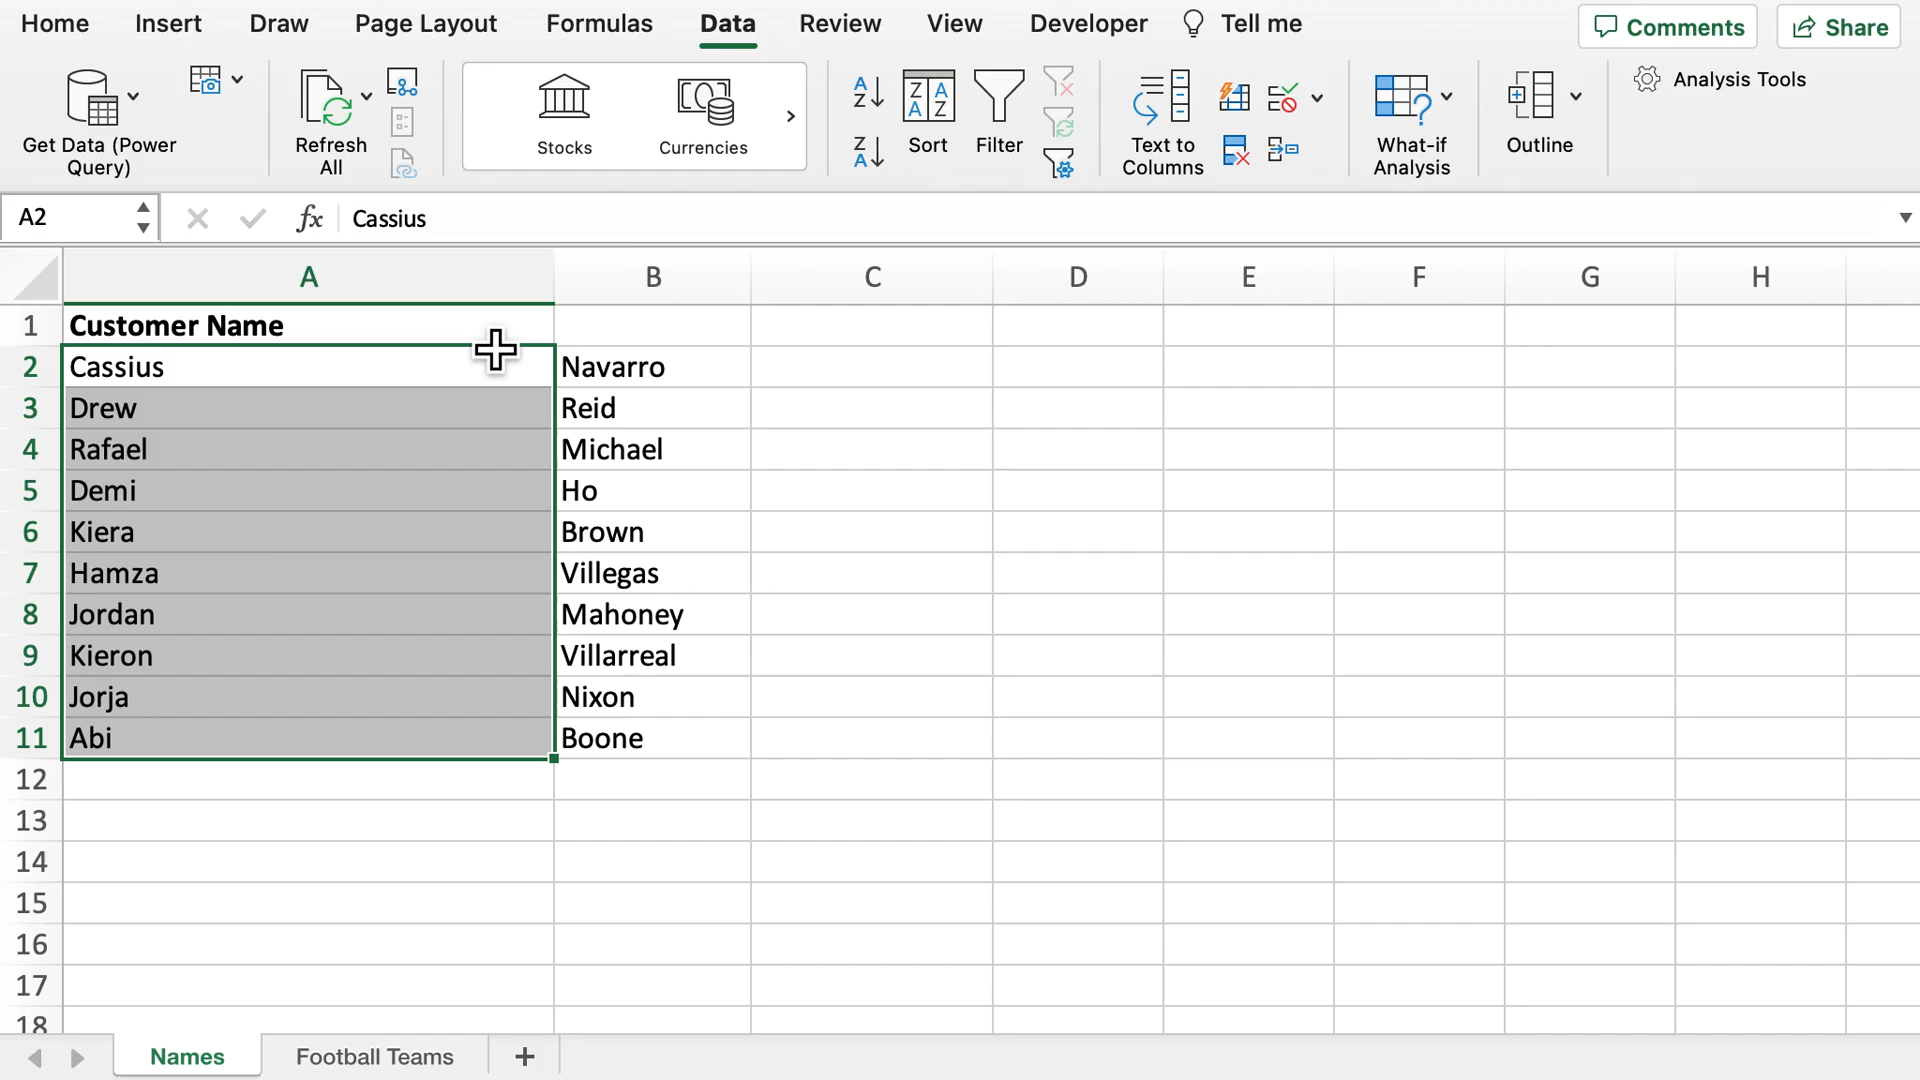 Home Insert Draw Page Layout Formulas Data Review View Developer Tell me Comments Share
Get Data (Power Query)
Refresh All
Stocks
Currencies
Sort
Filter
Text to Columns
What-if Analysis
Outline
Analysis Tools
A2 fx Cassius
A B C D E F G H
1 Customer Name
2 Cassius Navarro
3 Drew Reid
4 Rafael Michael
5 Demi Ho
6 Kiera Brown
7 Hamza Villegas
8 Jordan Mahoney
9 Kieron Villarreal
10 Jorja Nixon
11 Abi Boone
12
13
14
15
16
17
18
Names Football Teams +